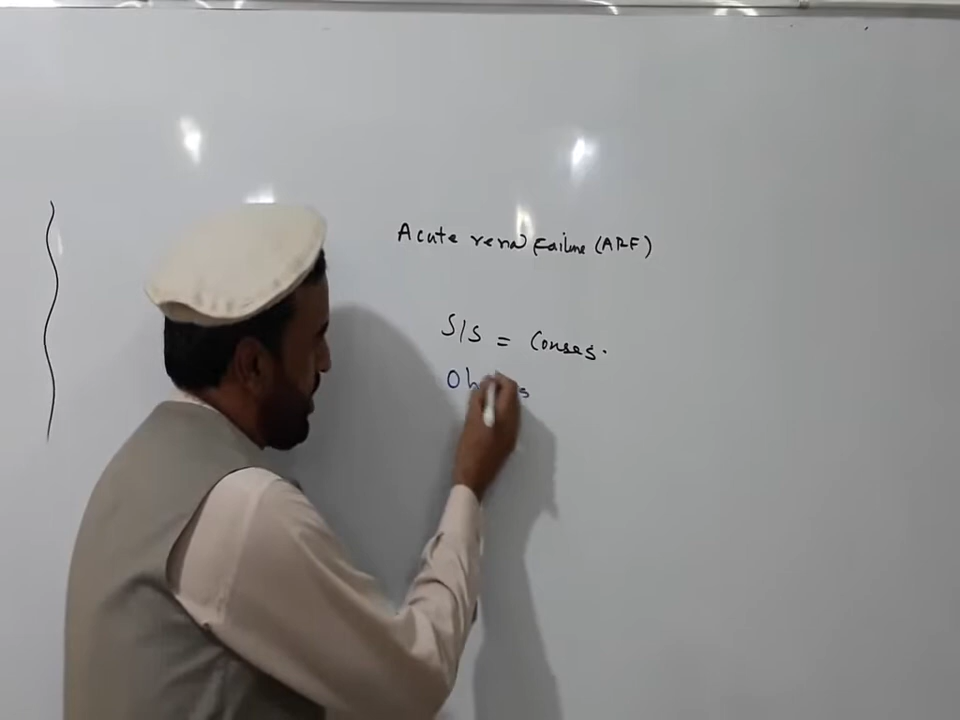 Acute renal Failure (ARF)
S/S = Conses.